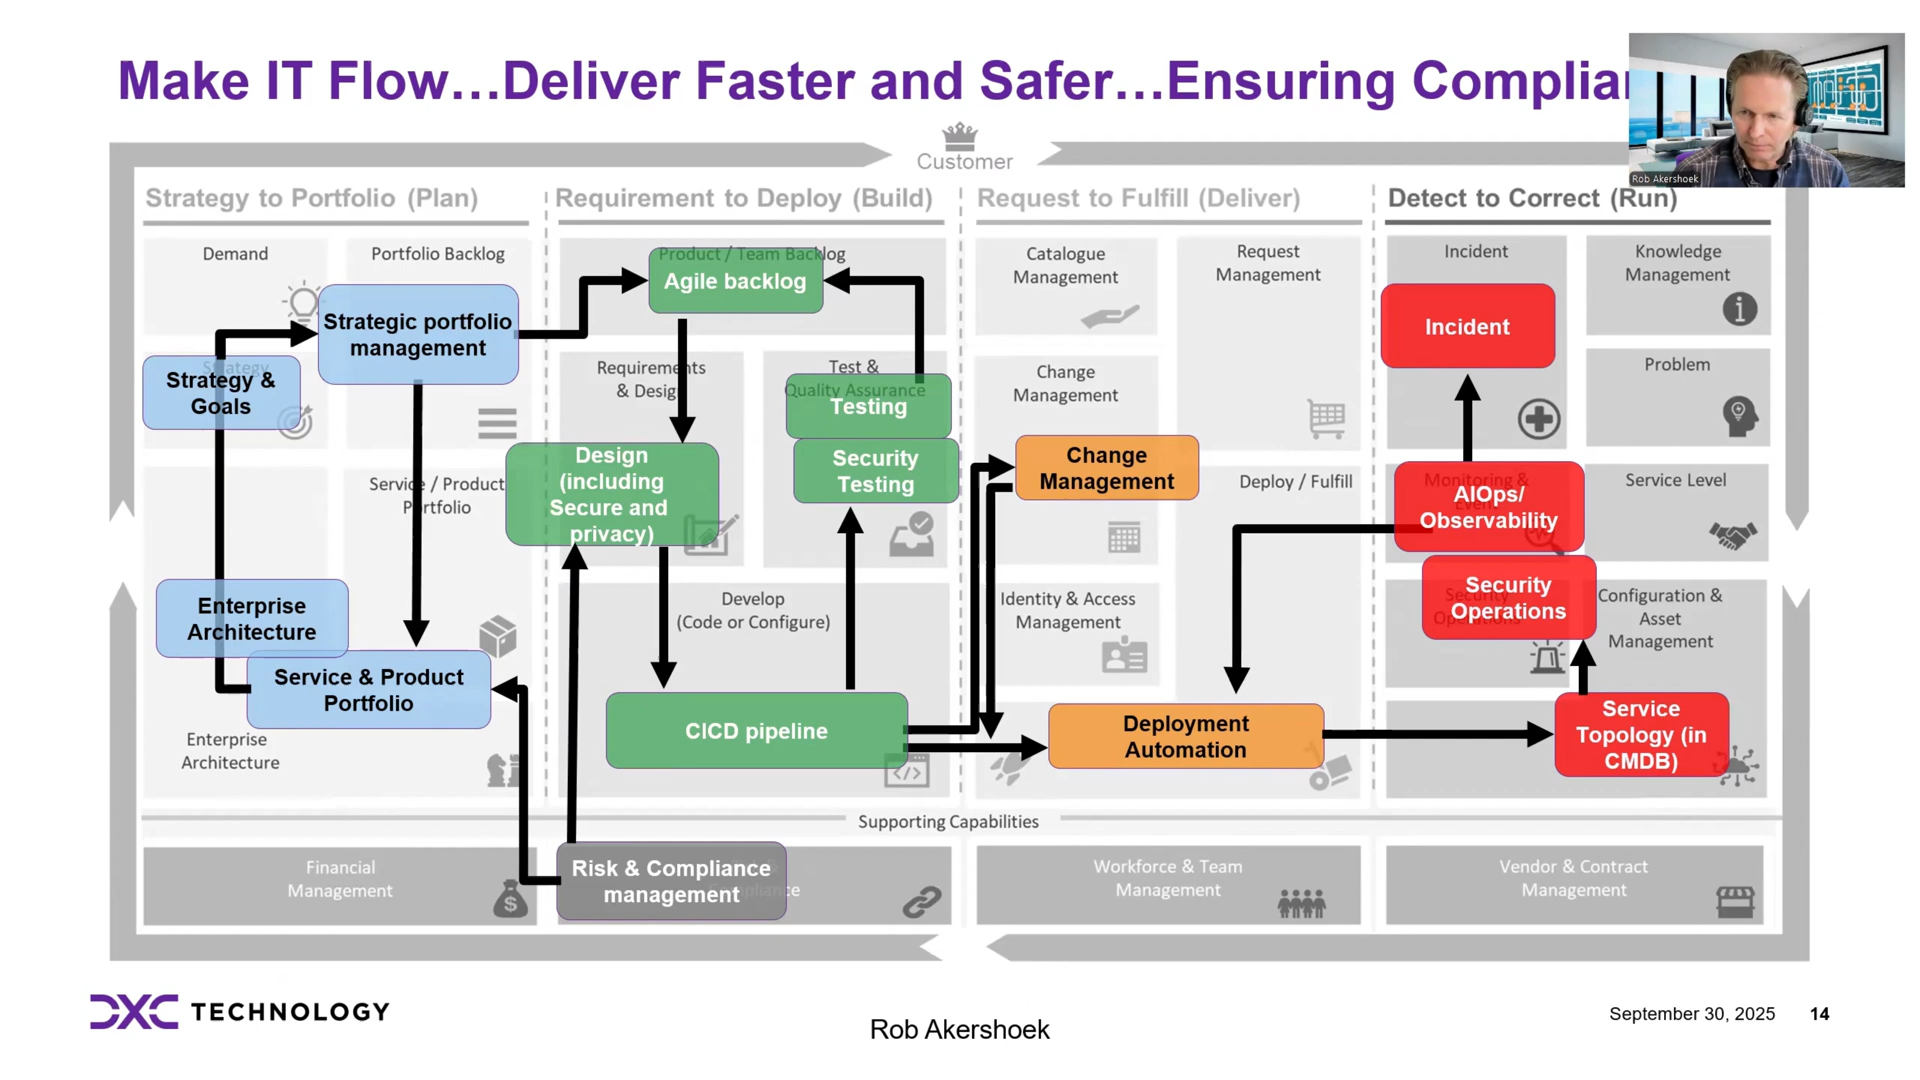 Make IT Flow…Deliver Faster and Safer…Ensuring Complia
Rob Akershoek
Customer
Strategy to Portfolio (Plan)
Requirement to Deploy (Build)
Request to Fulfill (Deliver)
Detect to Correct (Run)
Demand
Portfolio Backlog
Strategic portfolio
management
Strategy
Strategy &
Goals
Service / Product
Portfolio
Enterprise
Architecture
Service & Product
Portfolio
Enterprise
Architecture
Product / Team Backlog
Agile backlog
Requirements
& Design
Test &
Quality Assurance
Testing
Security
Testing
Design
(including
Secure and
privacy)
Develop
(Code or Configure)
CICD pipeline
Catalogue
Management
Request
Management
Change
Management
Change
Management
Deploy / Fulfill
Identity & Access
Management
Deployment
Automation
Incident
Knowledge
Management
Incident
Problem
Monitoring &
Event
AIOps/
Observability
Service Level
Security
Operations
Security
Operations
Configuration &
Asset
Management
Service
Topology (in
CMDB)
Supporting Capabilities
Financial
Management
Risk & Compliance
management
Workforce & Team
Management
Vendor & Contract
Management
DXC TECHNOLOGY
Rob Akershoek
September 30, 2025
14